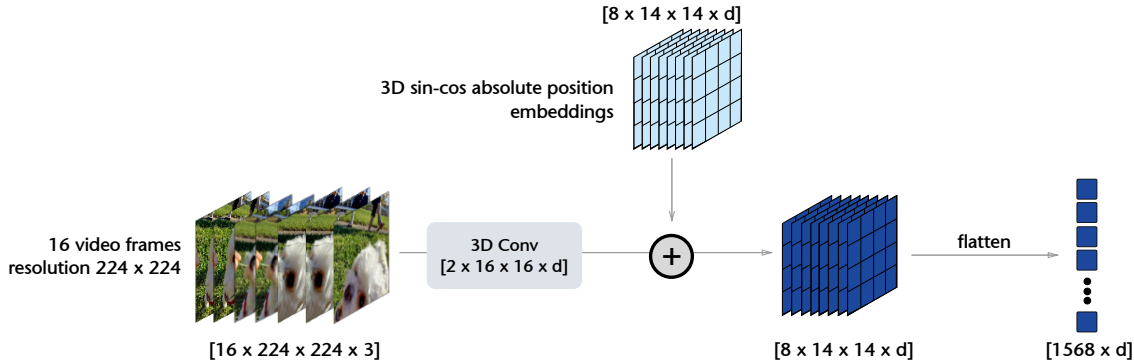 [8 x 14 x 14 x d]
3D sin-cos absolute position
embeddings
16 video frames
resolution 224 x 224
3D Conv
[2 x 16 x 16 x d]
+
flatten
[16 x 224 x 224 x 3]
[8 x 14 x 14 x d]
[1568 x d]